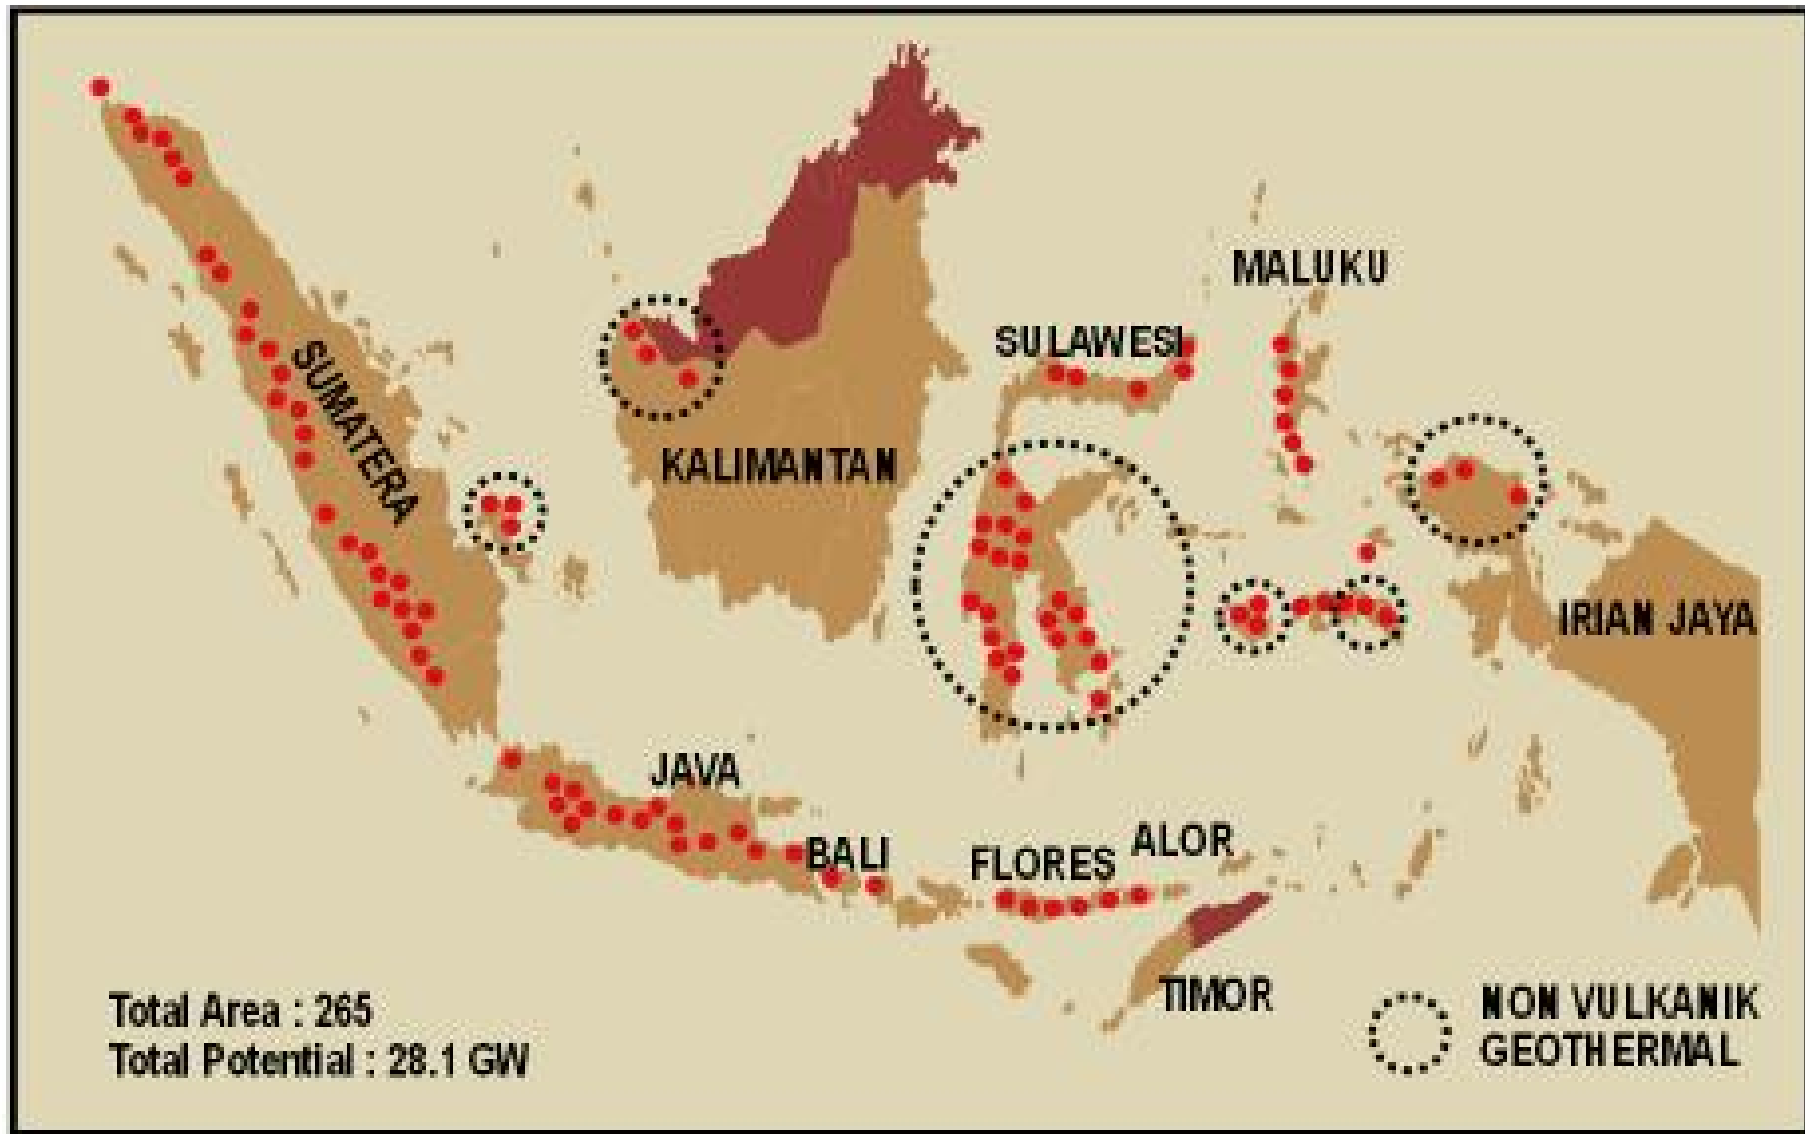 MALUKU
SULAWESI
SUMATERA
KALIMANTAN
IRIAN JAYA
JAVA
BALI
FLORES
ALOR
TIMOR
Total Area : 265
Total Potential : 28.1 GW
NON VULKANIK
GEOTHERMAL